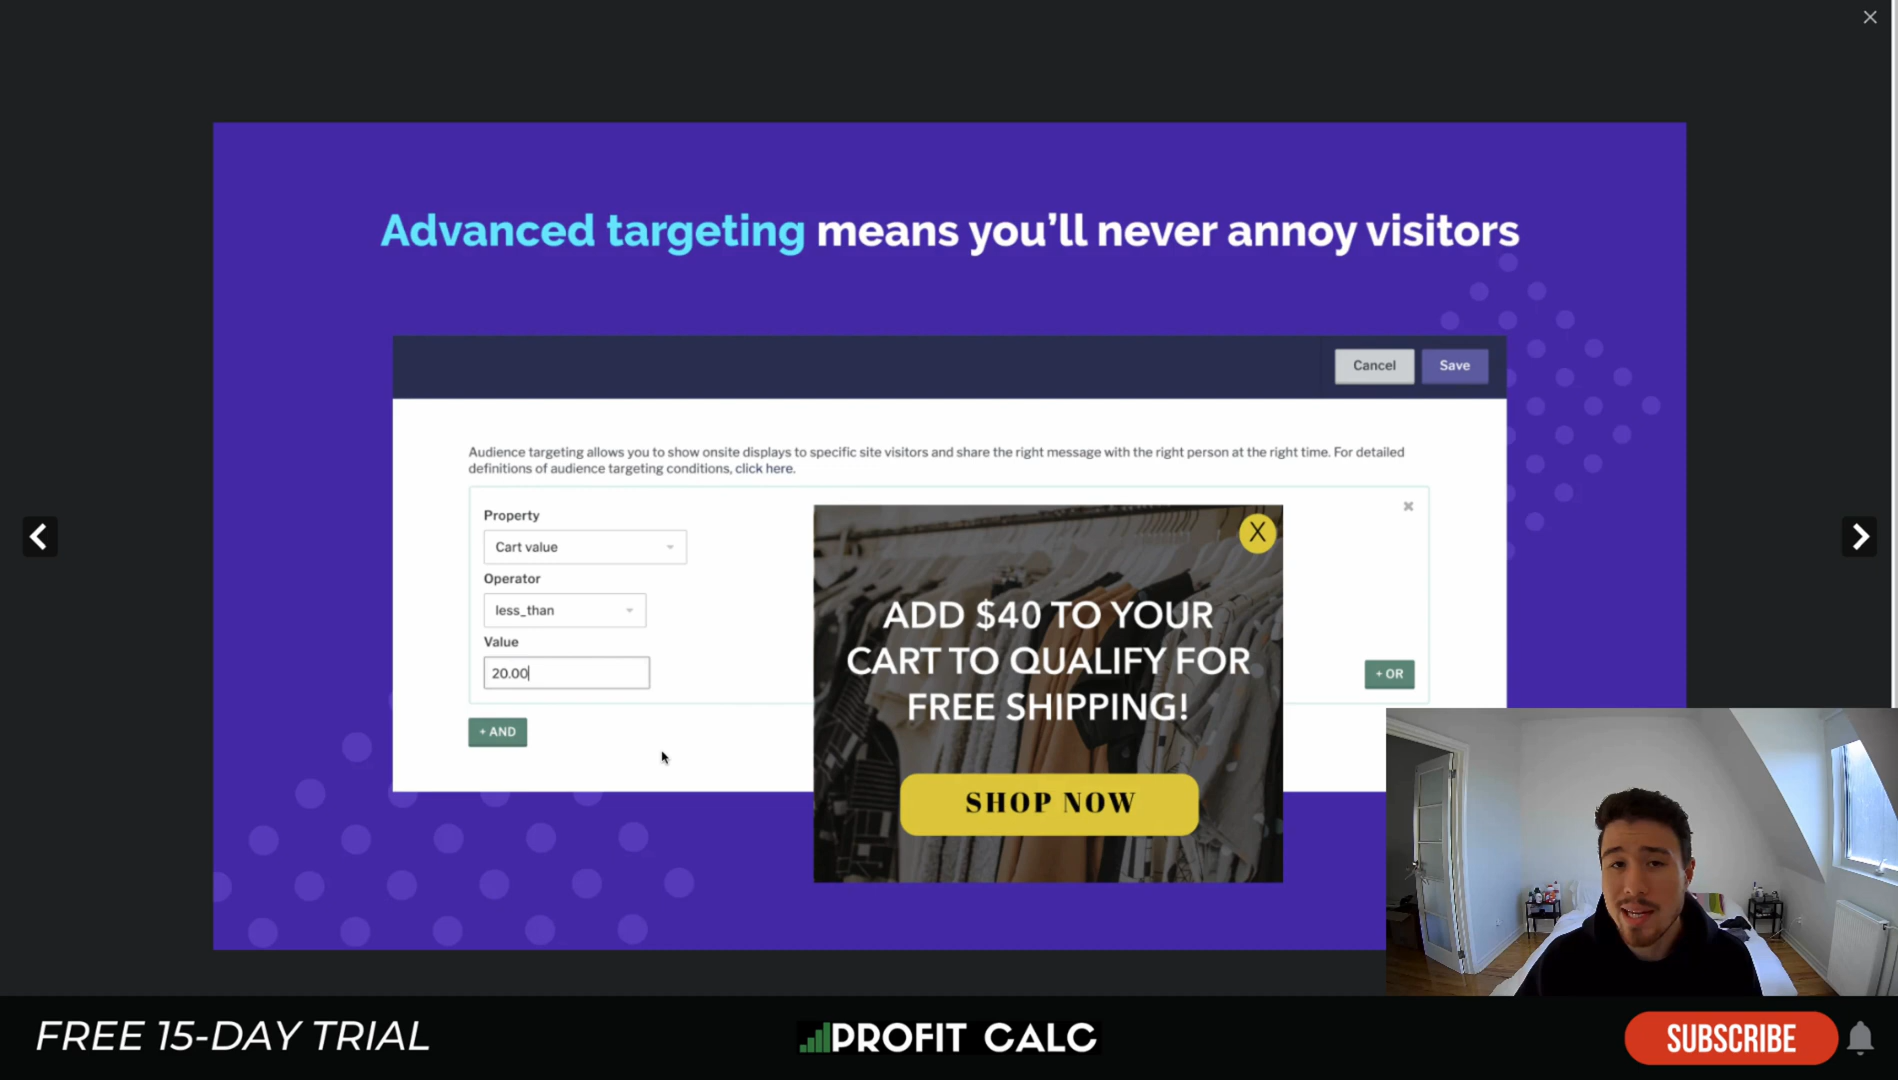 Advanced targeting means you'll never annoy visitors
Cancel
Save
Audience targeting allows you to show onsite displays to specific site visitors and share the right message with the right person at the right time. For detailed
definitions of audience targeting conditions, click here.
Property
Cart value
Operator
less_than
Value
20.00
+ OR
+ AND
X
ADD $40 TO YOUR
CART TO QUALIFY FOR
FREE SHIPPING!
SHOP NOW
FREE 15-DAY TRIAL
PROFIT CALC
SUBSCRIBE